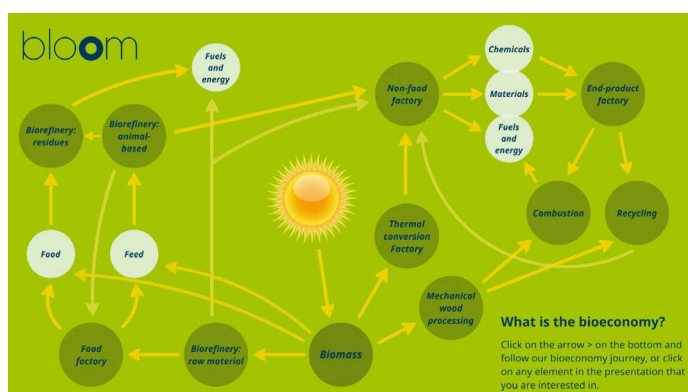 bloom
Fuels
and
energy
Chemicals
Non-food
factory
Materials
End-product
factory
Fuels and
energy
Biorefinery:
residues
Biorefinery:
animal-
based
Food
Feed
Thermal
conversion
Factory
Combustion
Recycling
Mechanical
wood
processing
Food
factory
Biorefinery:
raw material
Biomass
What is the bioeconomy?
Click on the arrow > on the bottom and
follow our bioeconomy journey, or click
on any element in the presentation that
you are interested in.